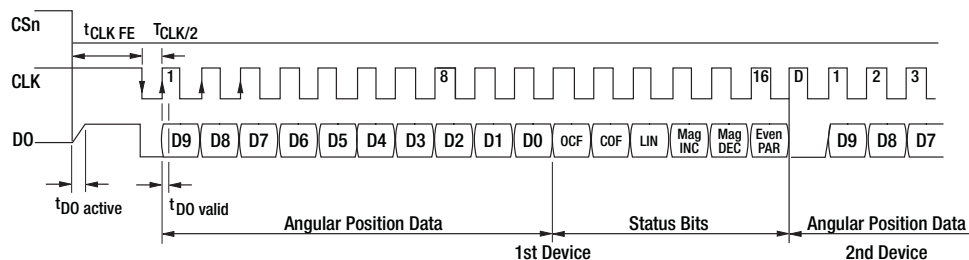 CSn
tCLK FE
TCLK/2
CLK
1
8
16
D
1
2
3
DO
D9
D8
D7
D6
D5
D4
D3
D2
D1
D0
OCF
COF
LIN
Mag
INC
Mag
DEC
Even
PAR
D9
D8
D7
tDO active
tDO valid
Angular Position Data
Status Bits
Angular Position Data
1st Device
2nd Device